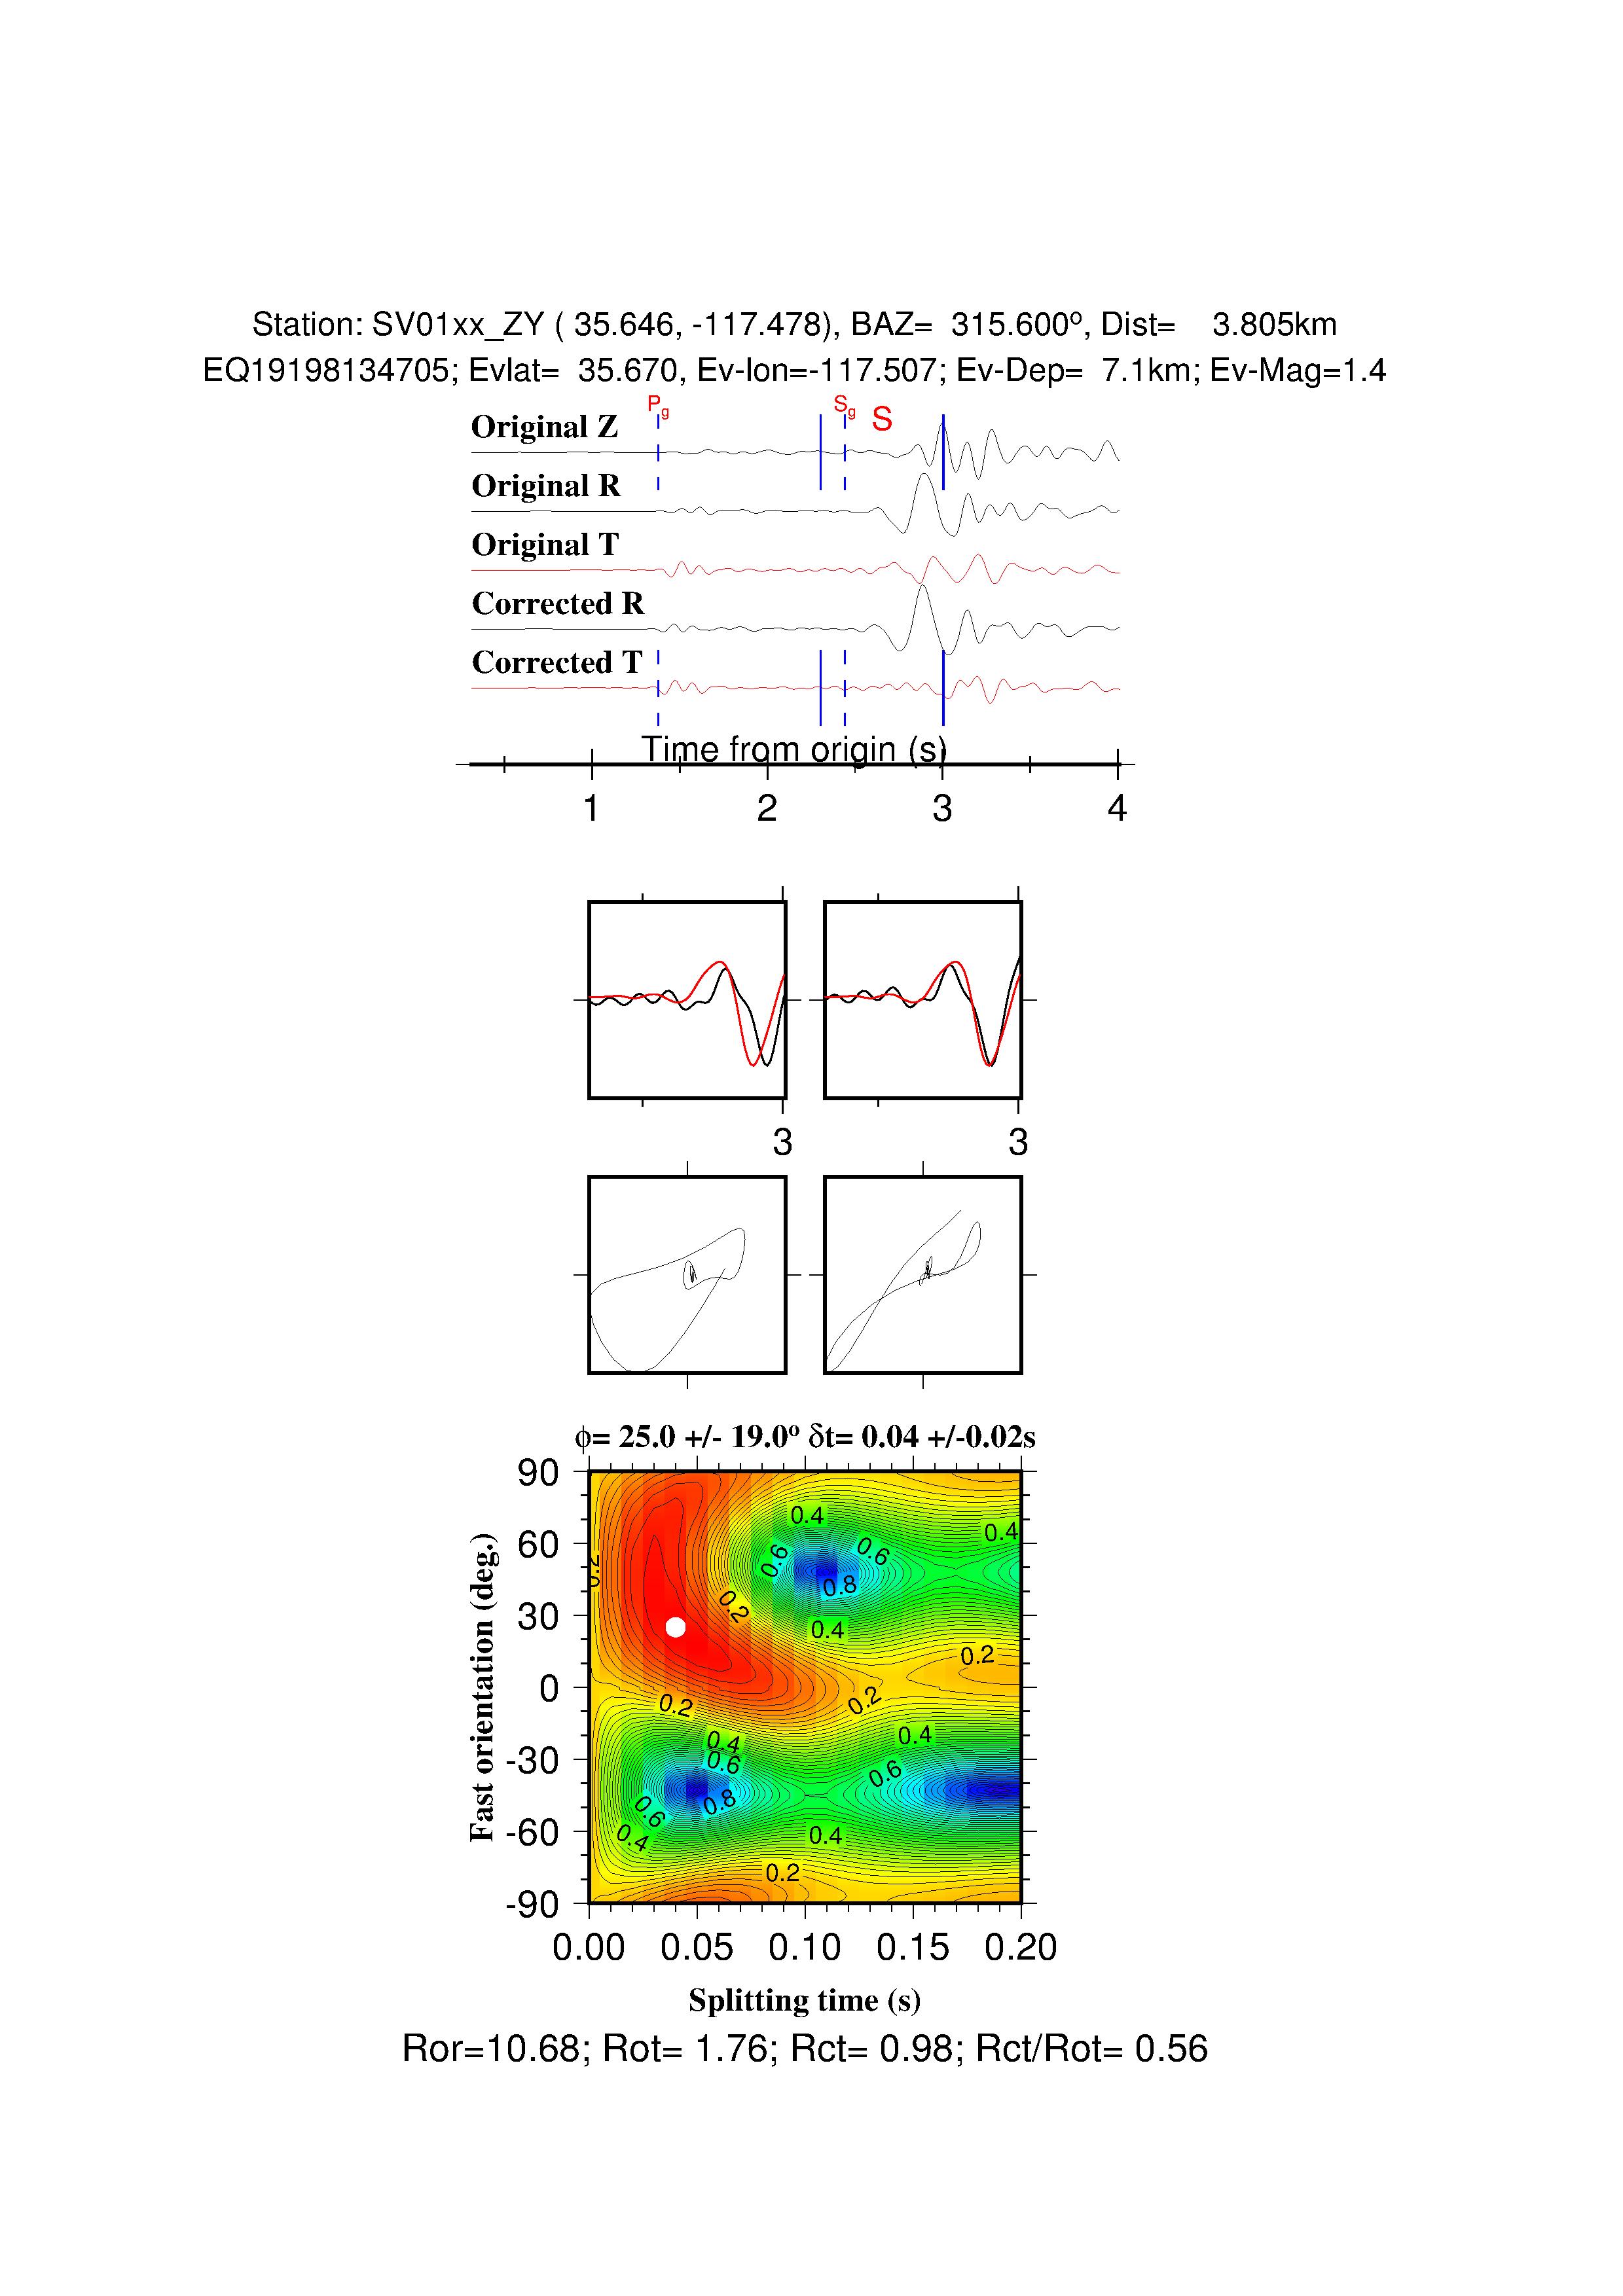 Station: SV01xx_ZY ( 35.646, -117.478), BAZ= 315.600º, Dist= 3.805km
EQ19198134705; Evlat= 35.670, Ev-lon=-117.507; Ev-Dep= 7.1km; Ev-Mag=1.4
Pg Sg S
Original Z
Original R
Original T
Corrected R
Corrected T
Time from origin (s)
1 2 3 4
3 3
ϕ= 25.0 +/- 19.0º δt= 0.04 +/-0.02s
90
60
30
0
-30
-60
-90
Fast orientation (deg.)
0.4
0.4
0.6
0.6
0.8
0.2
0.2
0.4
0.2
0.2
0.2
0.4
0.4
0.6
0.6
0.8
0.6
0.4
0.4
0.2
0.00 0.05 0.10 0.15 0.20
Splitting time (s)
Ror=10.68; Rot= 1.76; Rct= 0.98; Rct/Rot= 0.56